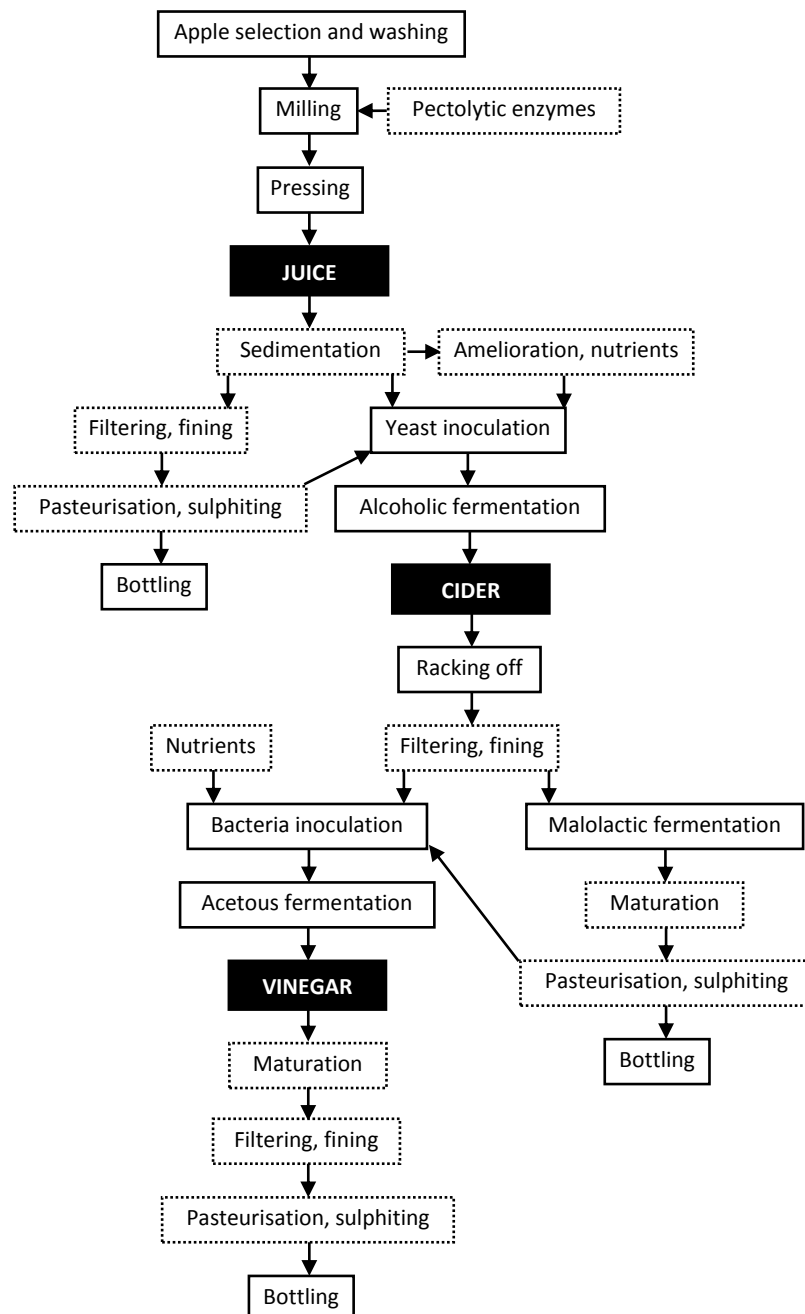 Apple selection and washing
Milling
Pectolytic enzymes
Pressing
JUICE
Sedimentation
Amelioration, nutrients
Filtering, fining
Yeast inoculation
Pasteurisation, sulphiting
Alcoholic fermentation
Bottling
CIDER
Racking off
Nutrients
Filtering, fining
Bacteria inoculation
Malolactic fermentation
Acetous fermentation
Maturation
VINEGAR
Pasteurisation, sulphiting
Maturation
Bottling
Filtering, fining
Pasteurisation, sulphiting
Bottling